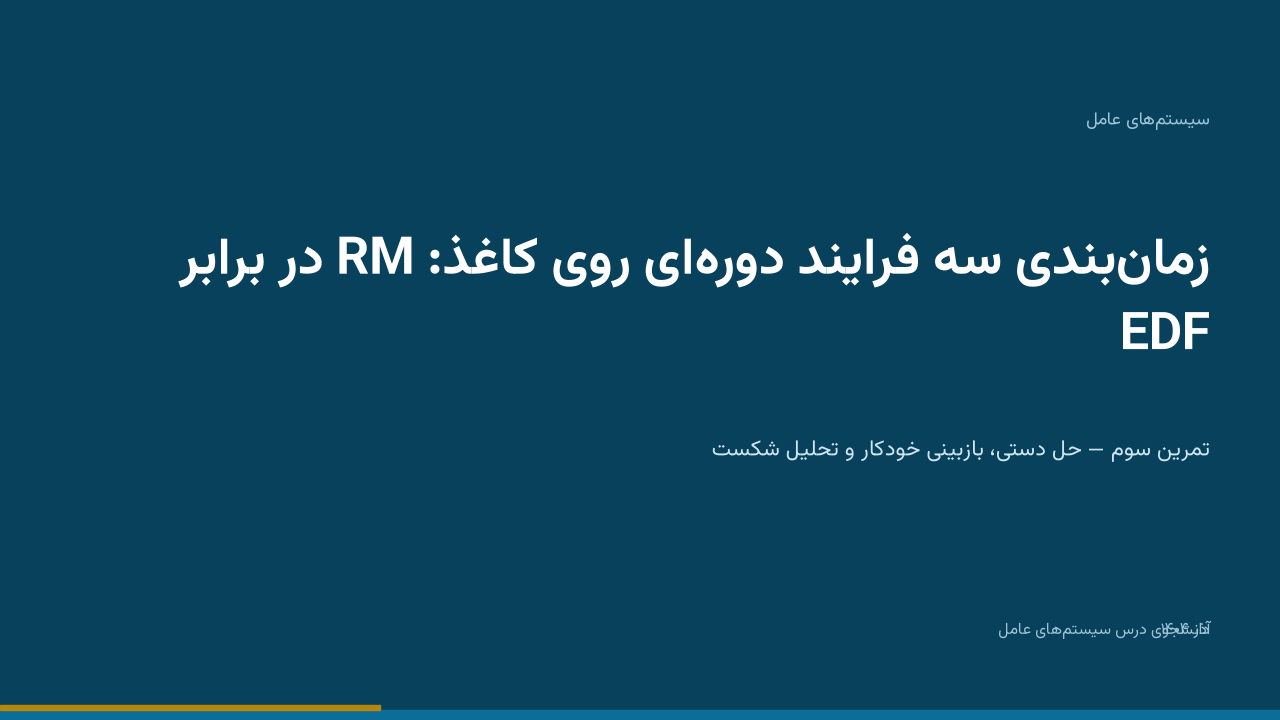 سیستم‌های عامل
زمان‌بندی سه فرایند دوره‌ای روی کاغذ: RM در برابر
EDF
تمرین سوم — حل دستی، بازبینی خودکار و تحلیل شکست
دانشجوی درس سیستم‌های عامل